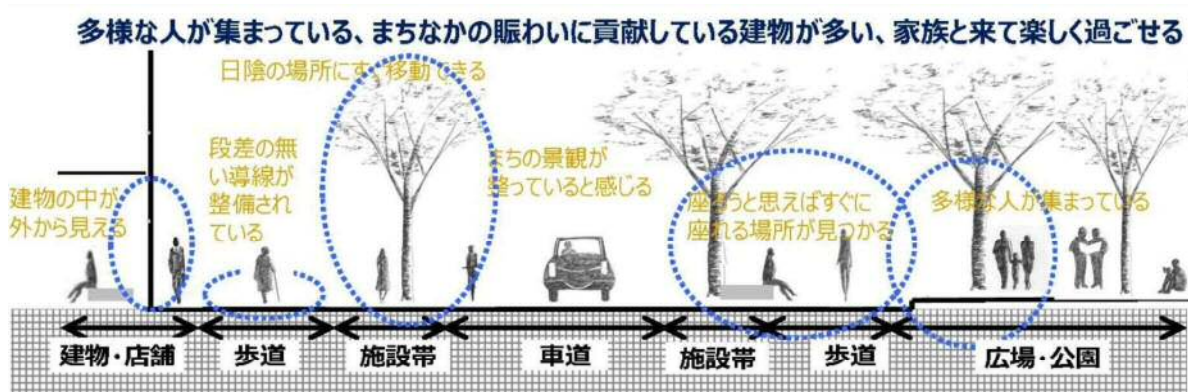 多様な人が集まっている、まちなかの賑わいに貢献している建物が多い、家族と来て楽しく過ごせる
日陰の場所にす 移動できる
段差の無
い導線が
整備され
ている
建物の中が
外から見える
まちの景観が
整っていると感じる
座ろうと思えばすぐに
座れる場所が見つかる
多様な人が集まっている
建物・店舗
歩道
施設帯
車道
施設帯
歩道
広場・公園